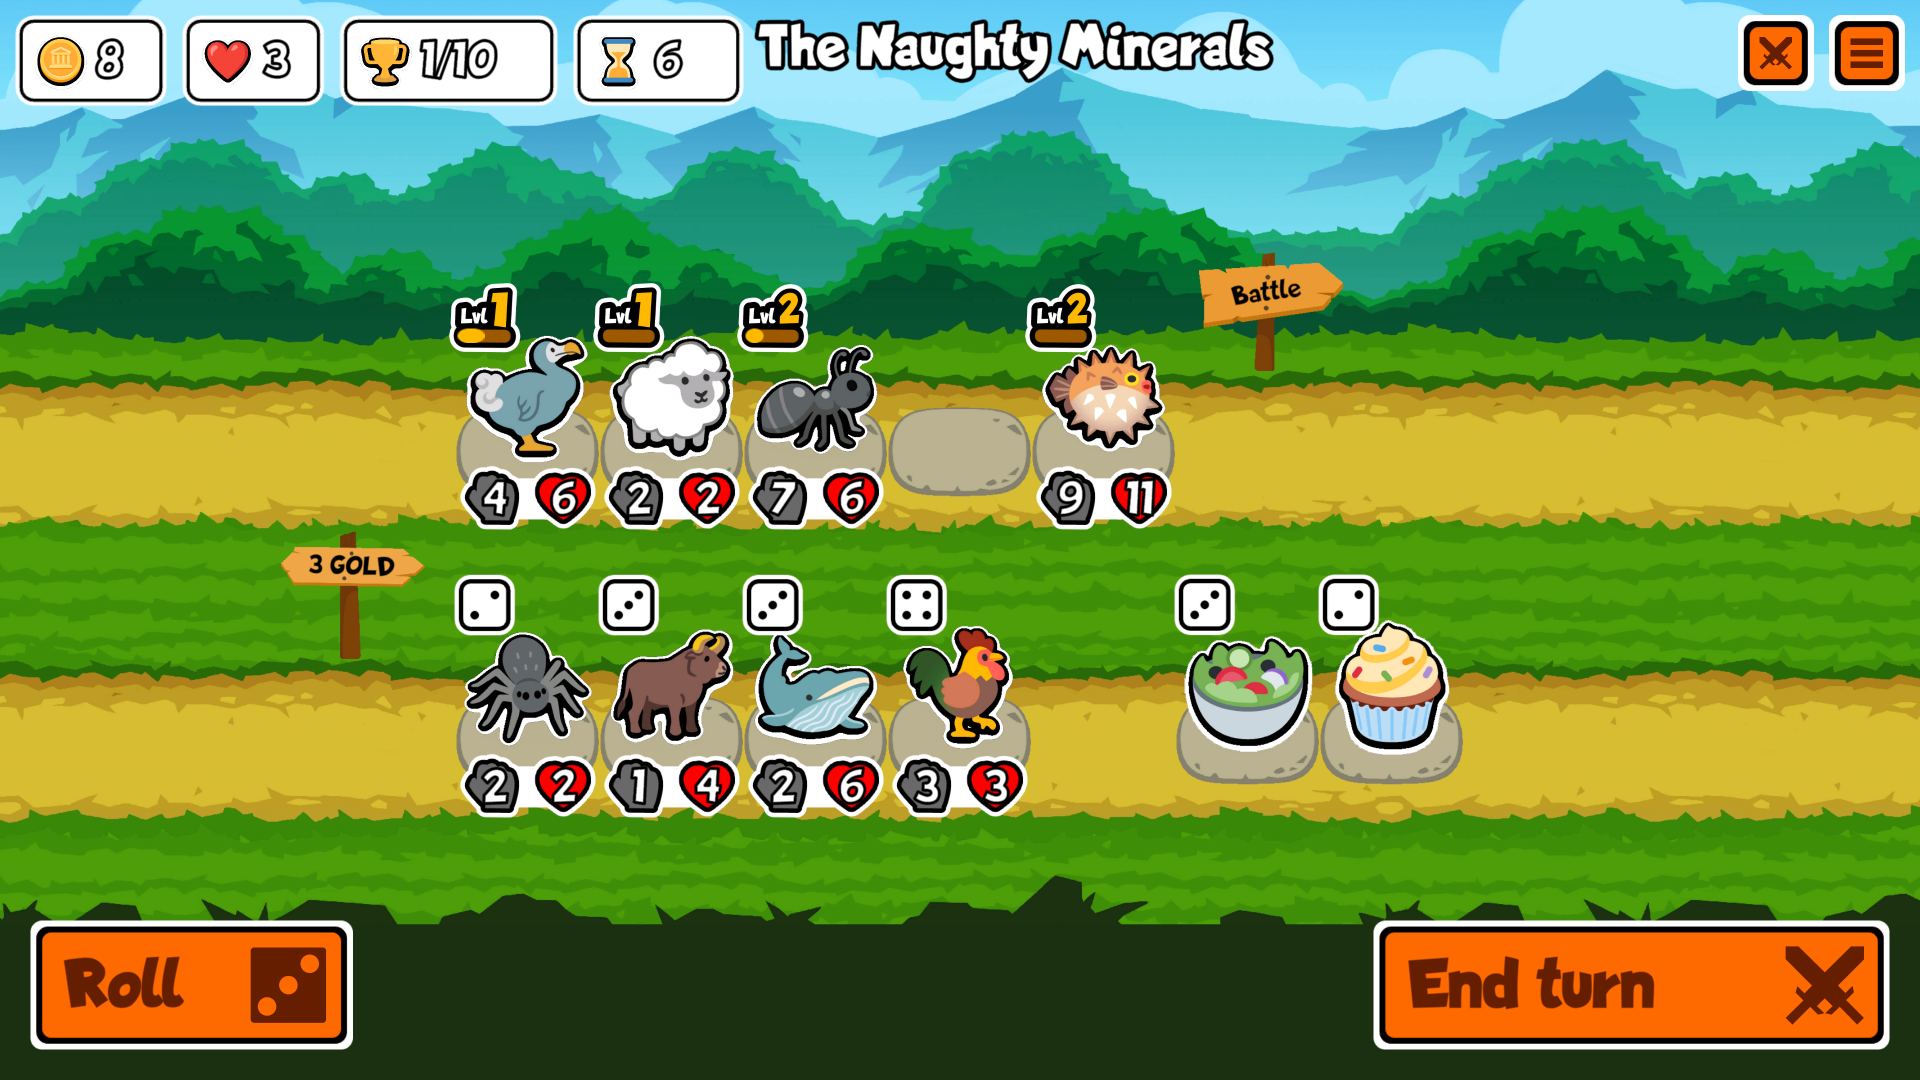 8
3
1/10
6
The Naughty Minerals
Lvl 1
Lvl 1
Lvl 2
Lvl 2
Battle
4 6
2 2
7 6
9 11
3 GOLD
2 2
1 4
2 6
3 3
Roll
End turn